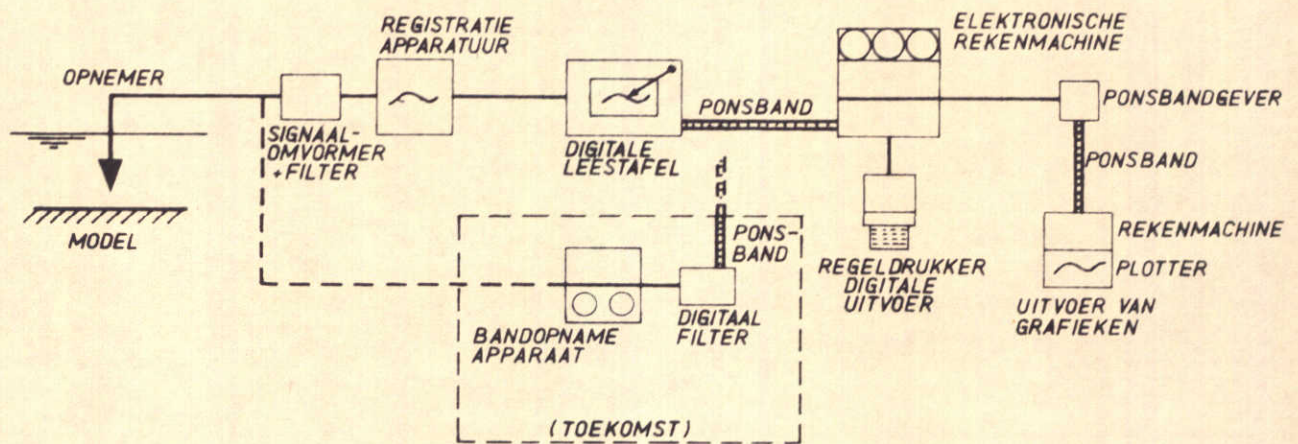 OPNEMER
MODEL
SIGNAAL-
OMVORMER
+FILTER
REGISTRATIE
APPARATUUR
DIGITALE
LEESTAFEL
PONSBAND
ELEKTRONISCHE
REKENMACHINE
PONSBANDGEVER
PONSBAND
REKENMACHINE
PLOTTER
UITVOER VAN
GRAFIEKEN
REGELDRUKKER
DIGITALE
UITVOER
PONS-
BAND
DIGITAAL
FILTER
BANDOPNAME
APPARAAT
(TOEKOMST)